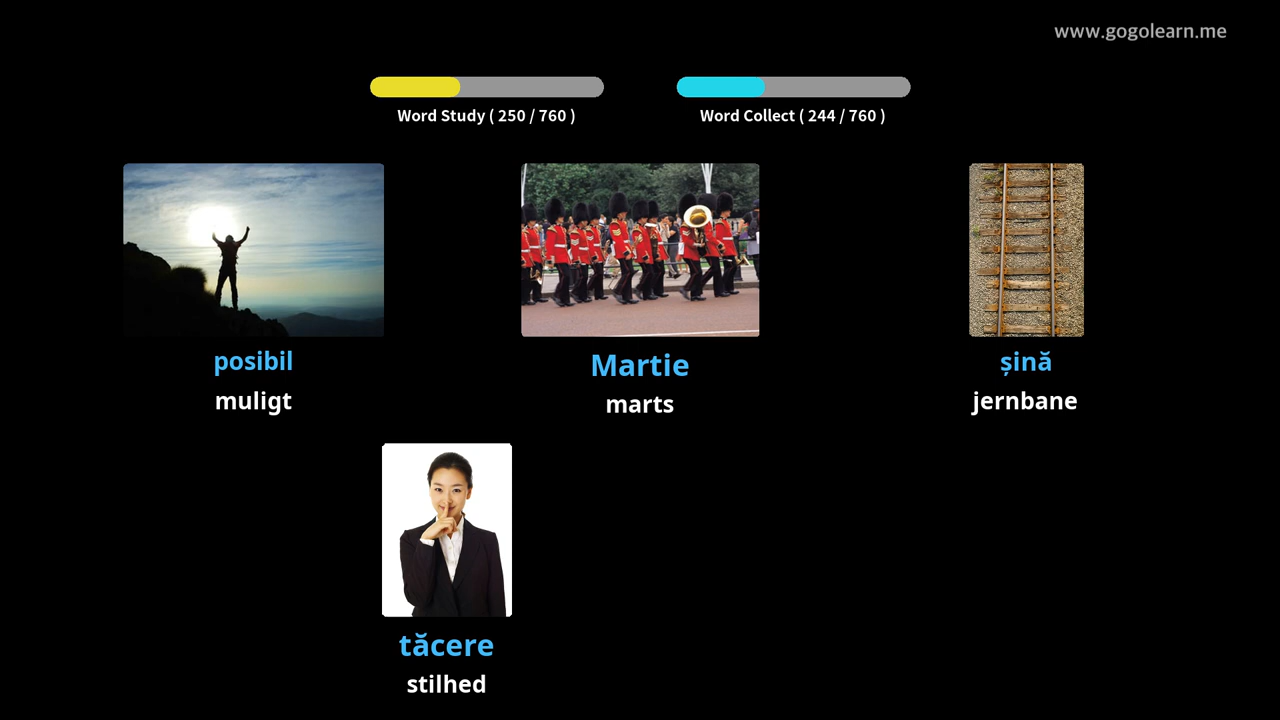 www.gogolearn.me
Word Study ( 250 / 760 )
Word Collect ( 244 / 760 )
posibil
muligt
Martie
marts
șină
jernbane
tăcere
stilhed